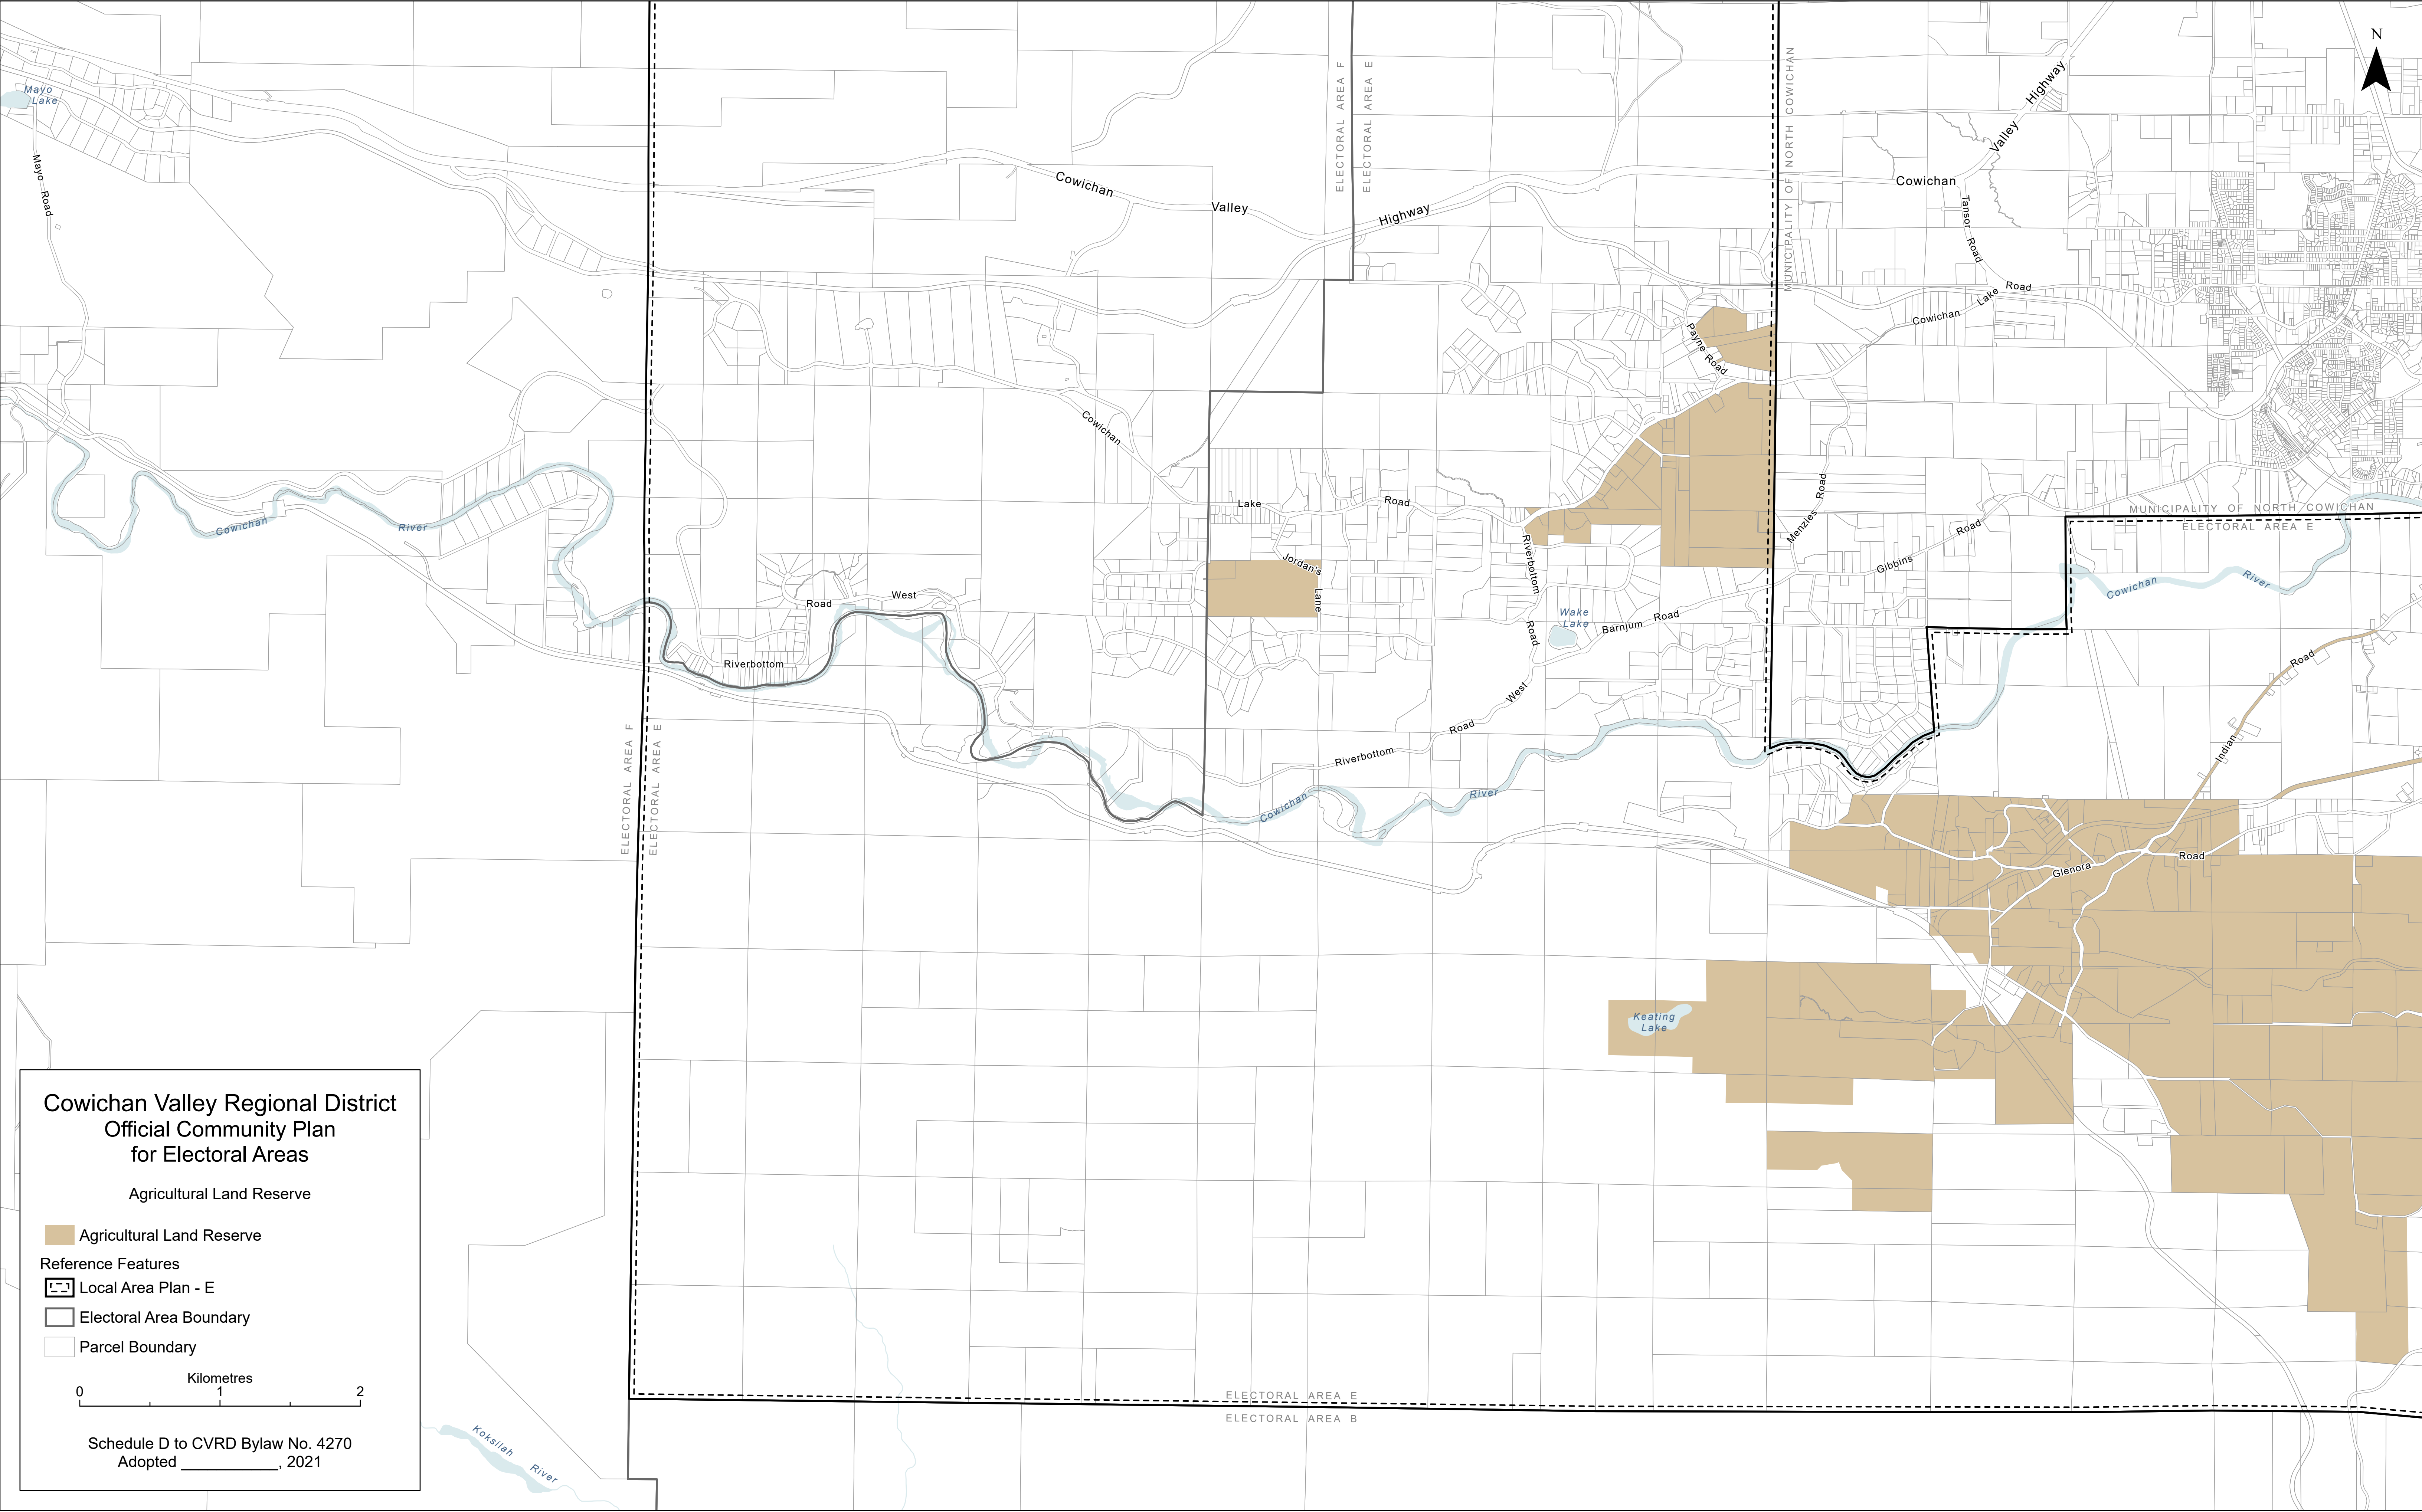 N
Mayo
Lake
Mayo Road
ELECTORAL AREA F
ELECTORAL AREA E
MUNICIPALITY OF NORTH COWICHAN
Cowichan Valley Highway
Cowichan Valley Highway
Tansor Road
Cowichan Lake Road
Payne Road
Cowichan Lake Road
Menzies Road
Gibbins Road
MUNICIPALITY OF NORTH COWICHAN
ELECTORAL AREA E
Cowichan River
Cowichan River
Jordan's Lane
Riverbottom Road West
Wake
Lake
Barnjum Road
Riverbottom Road West
Riverbottom Road
Cowichan River
Indian Road
Glenora Road
ELECTORAL AREA F
ELECTORAL AREA E
Keating
Lake
ELECTORAL AREA E
ELECTORAL AREA B
Koksilah River
Cowichan Valley Regional District
Official Community Plan
for Electoral Areas
Agricultural Land Reserve
Agricultural Land Reserve
Reference Features
Local Area Plan - E
Electoral Area Boundary
Parcel Boundary
Kilometres
0 1 2
Schedule D to CVRD Bylaw No. 4270
Adopted ___________, 2021